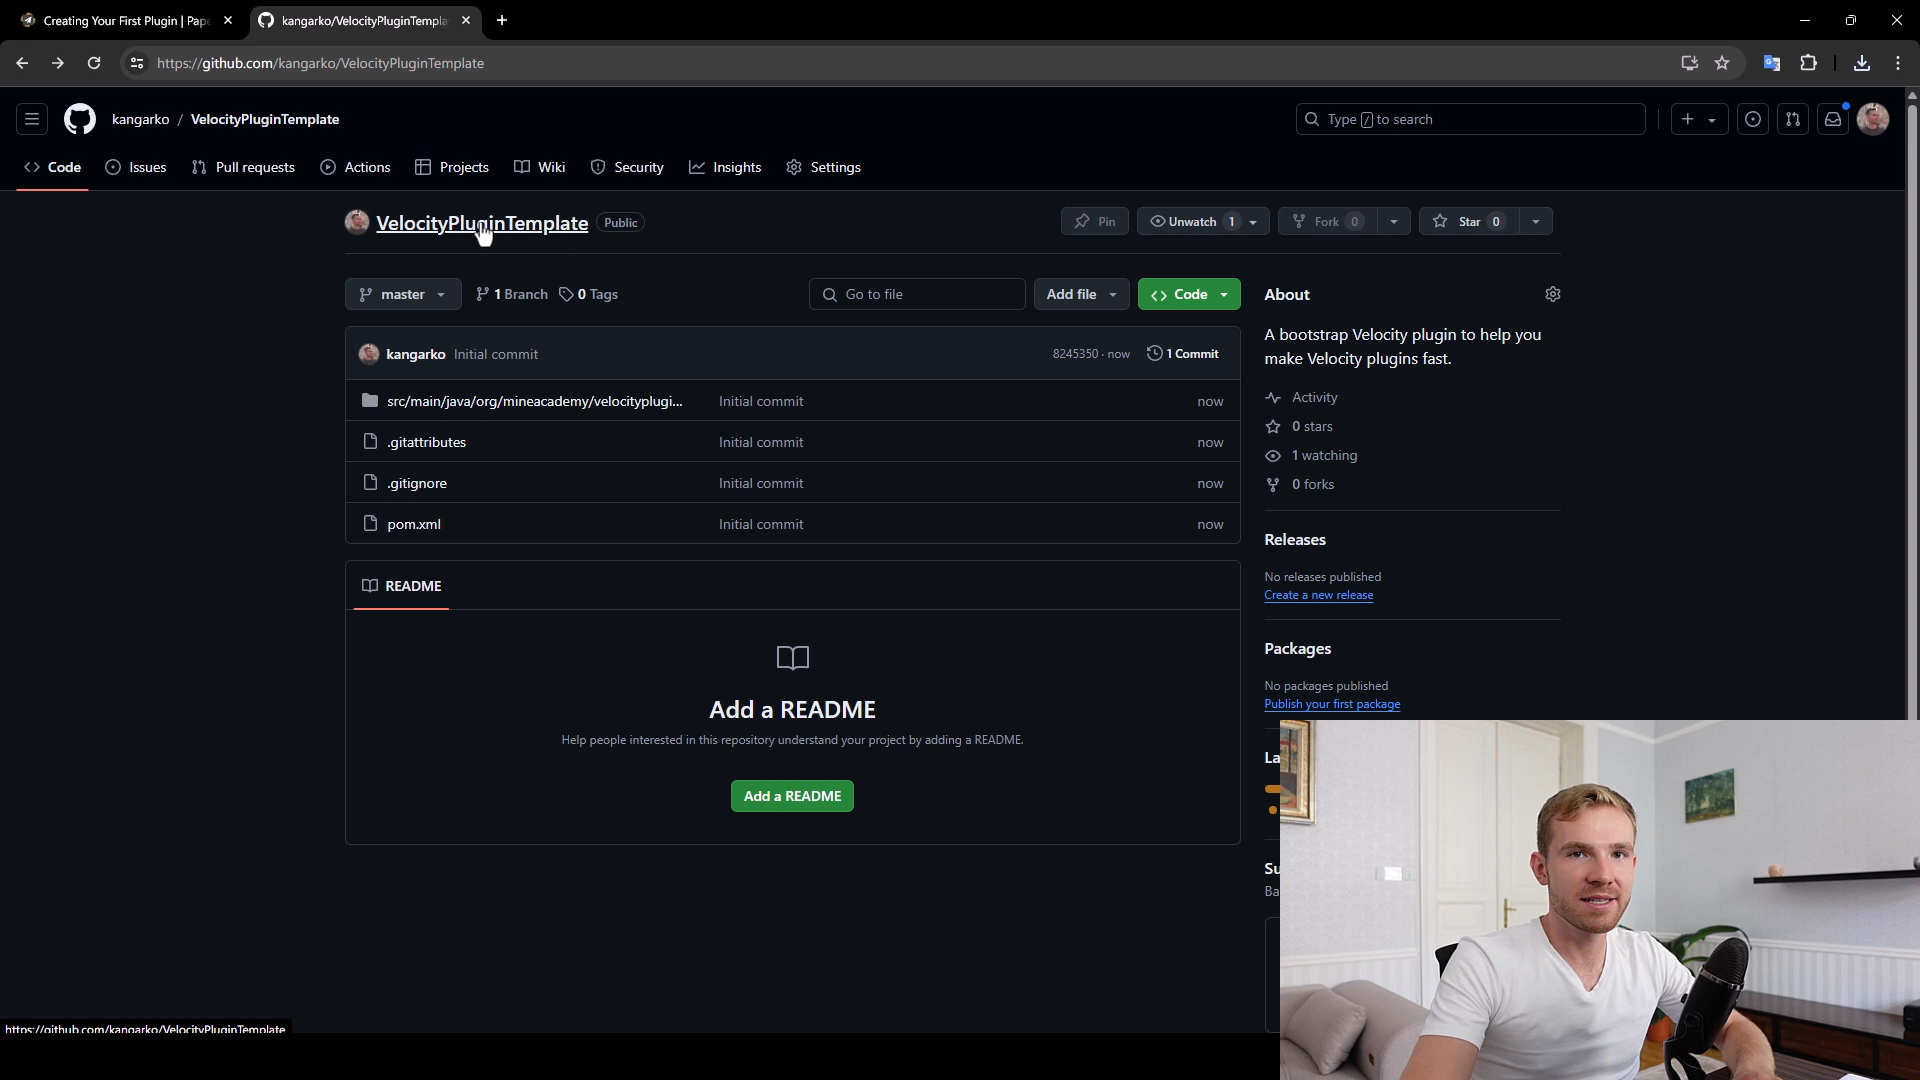 Creating Your First Plugin | Pape
kangarko/VelocityPluginTempla
https://github.com/kangarko/VelocityPluginTemplate
kangarko / VelocityPluginTemplate
Type / to search
Code
Issues
Pull requests
Actions
Projects
Wiki
Security
Insights
Settings
VelocityPluginTemplate
Public
Pin
Unwatch 1
Fork 0
Star 0
master
1 Branch
0 Tags
Go to file
Add file
Code
kangarko Initial commit
8245350 · now
1 Commit
src/main/java/org/mineacademy/velocityplugi... Initial commit now
.gitattributes Initial commit now
.gitignore Initial commit now
pom.xml Initial commit now
README
Add a README
Help people interested in this repository understand your project by adding a README.
Add a README
About
A bootstrap Velocity plugin to help you
make Velocity plugins fast.
Activity
0 stars
1 watching
0 forks
Releases
No releases published
Create a new release
Packages
No packages published
Publish your first package
La
Su
Ba
https://github.com/kangarko/VelocityPluginTemplate